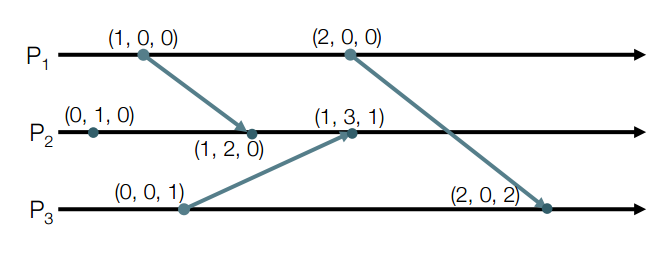 (1, 0, 0) (2, 0, 0)
P1
(0, 1, 0) (1, 3, 1)
P2
(1, 2, 0)
(0, 0, 1) (2, 0, 2)
P3